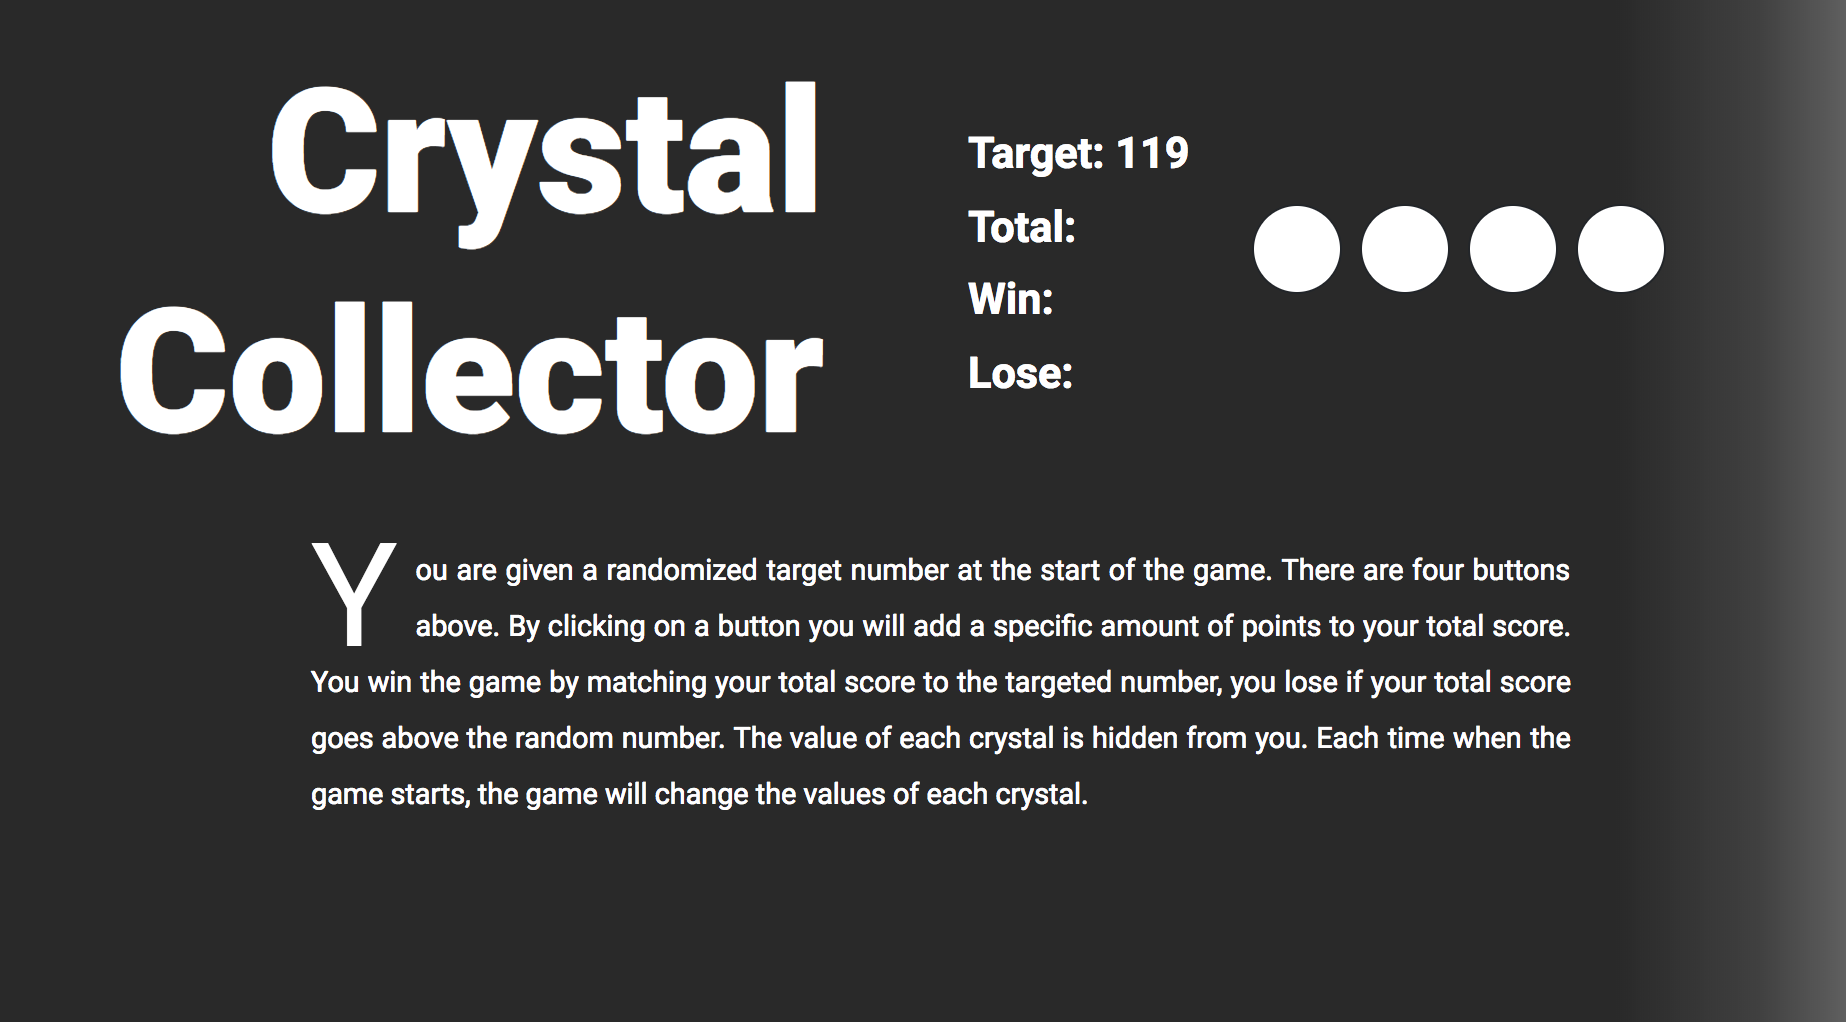 Crystal
Collector
Target: 119
Total:
Win:
Lose:
You are given a randomized target number at the start of the game. There are four buttons
above. By clicking on a button you will add a specific amount of points to your total score.
You win the game by matching your total score to the targeted number, you lose if your total score
goes above the random number. The value of each crystal is hidden from you. Each time when the
game starts, the game will change the values of each crystal.